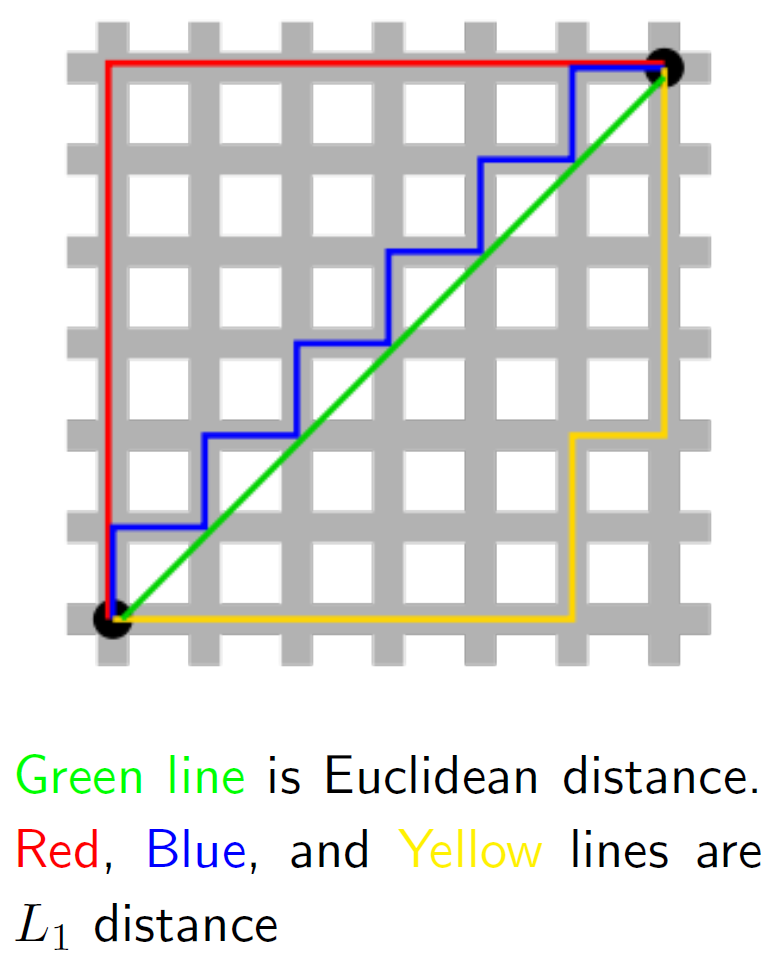 Green line is Euclidean distance.
Red, Blue, and Yellow lines are
L₁ distance